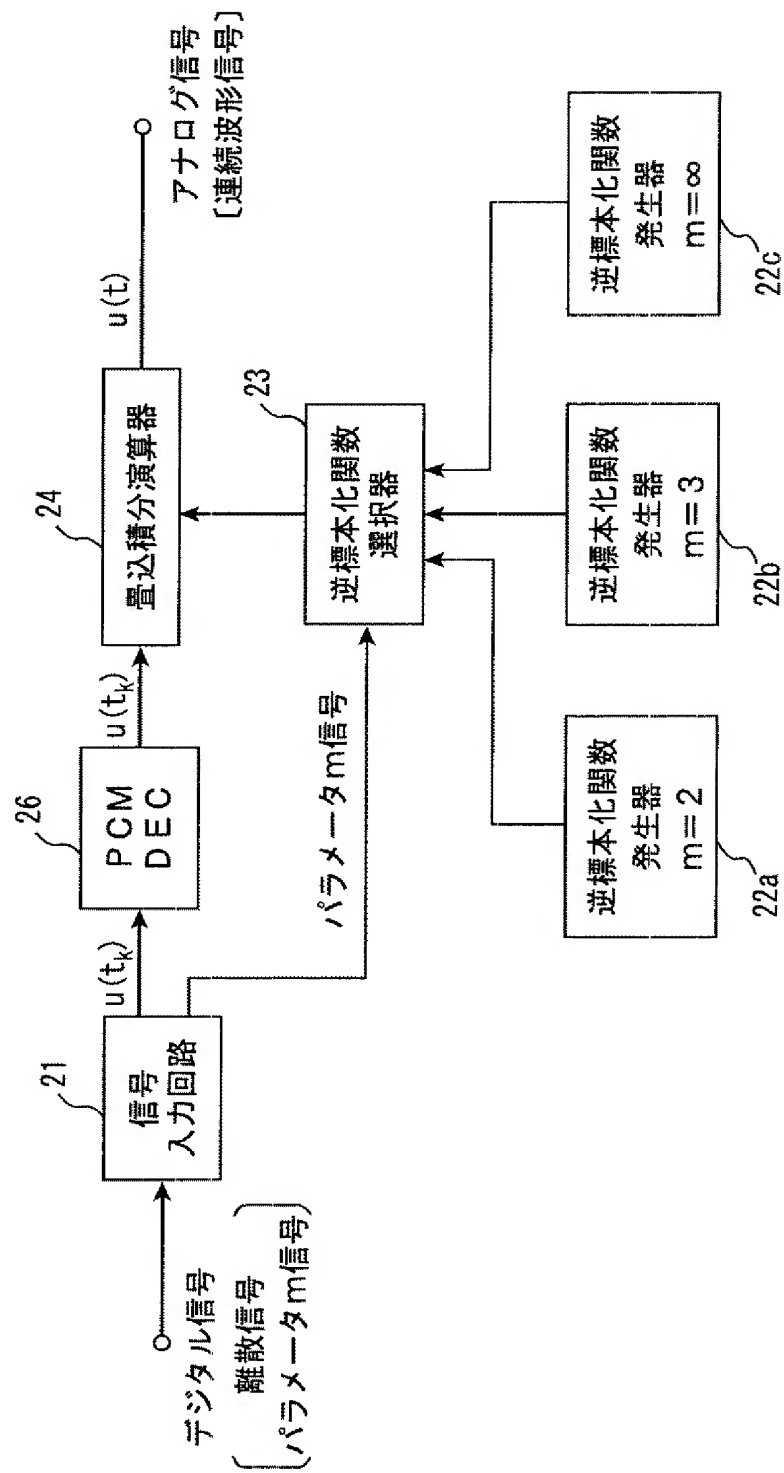 デジタル信号
離散信号
パラメータm信号
21
信号
入力回路
u(tk)
26
PCM
DEC
u(tk)
24
畳込積分演算器
u(t)
アナログ信号
〔連続波形信号〕
パラメータm信号
23
逆標本化関数
選択器
逆標本化関数
発生器
m=2
22a
逆標本化関数
発生器
m=3
22b
逆標本化関数
発生器
m=∞
22c